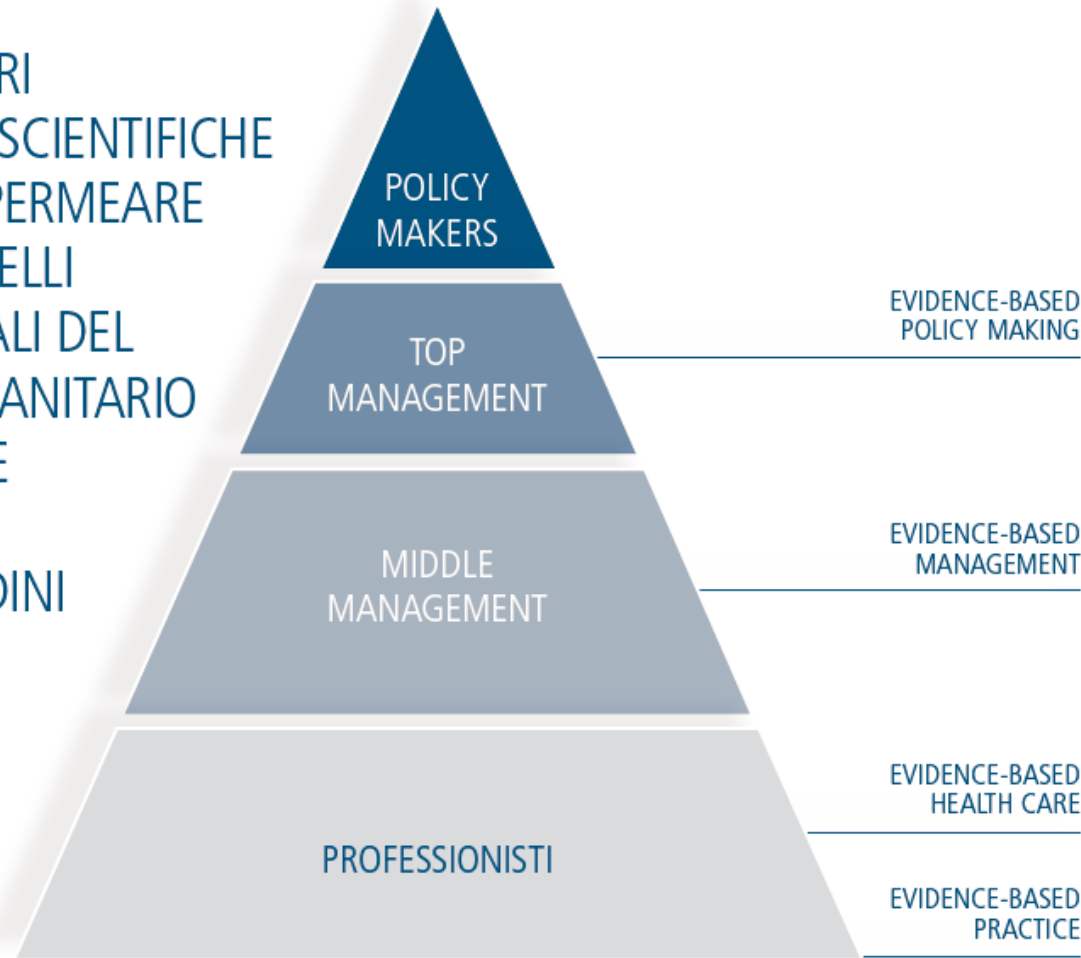 RI
SCIENTIFICHE
PERMEARE
ELLI
ALI DEL
ANITARIO
E
DINI
POLICY
MAKERS
TOP
MANAGEMENT
MIDDLE
MANAGEMENT
PROFESSIONISTI
EVIDENCE-BASED
POLICY MAKING
EVIDENCE-BASED
MANAGEMENT
EVIDENCE-BASED
HEALTH CARE
EVIDENCE-BASED
PRACTICE